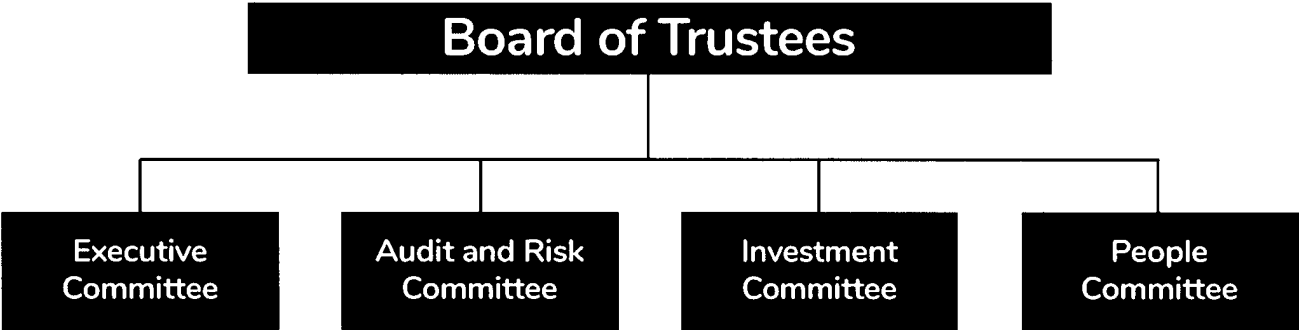 Board of Trustees
Executive
Committee
Audit and Risk
Committee
Investment
Committee
People
Committee